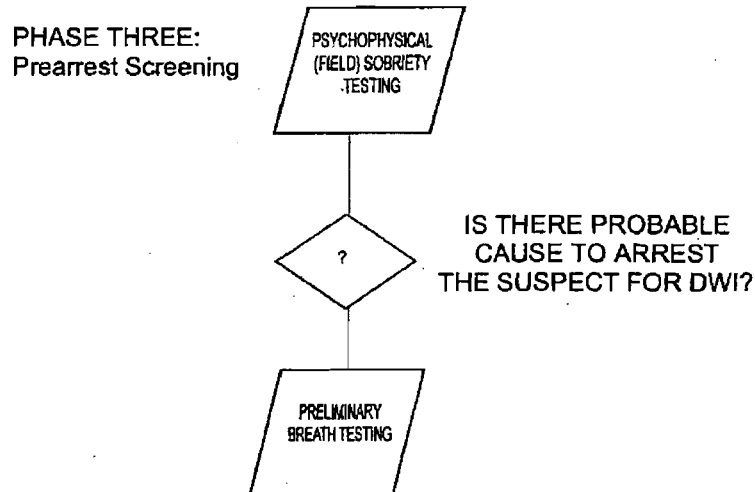 PHASE THREE:
Prearrest Screening
PSYCHOPHYSICAL
(FIELD) SOBRIETY
TESTING
?
IS THERE PROBABLE
CAUSE TO ARREST
THE SUSPECT FOR DWI?
PRELIMINARY
BREATH TESTING